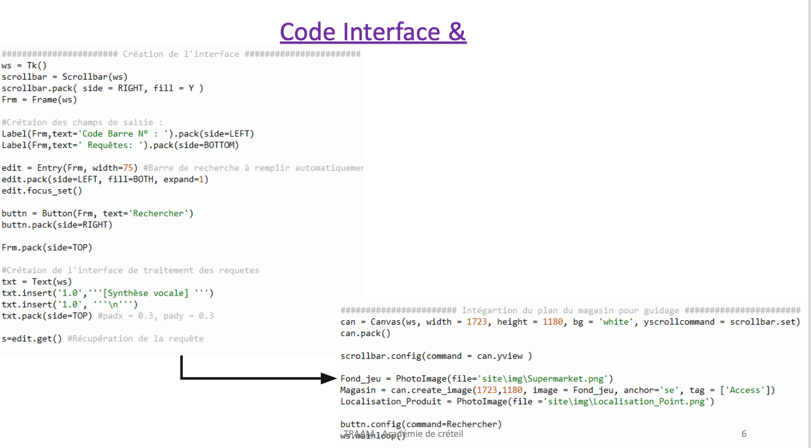 Code Interface &
####################### Création de l'interface #######################
ws = Tk()
scrollbar = Scrollbar(ws)
scrollbar.pack( side = RIGHT, fill = Y )
Frm = Frame(ws)
#Crétaion des champs de saisie :
Label(Frm,text='Code Barre N° : ').pack(side=LEFT)
Label(Frm,text=' Requêtes: ').pack(side=BOTTOM)
edit = Entry(Frm, width=75) #Barre de recherche à remplir automatiquemen
edit.pack(side=LEFT, fill=BOTH, expand=1)
edit.focus_set()
buttn = Button(Frm, text='Rechercher')
buttn.pack(side=RIGHT)
Frm.pack(side=TOP)
#Crétaion de l'interface de traitement des requetes
txt = Text(ws)
txt.insert('1.0','''[Synthèse vocale] ''')
txt.insert('1.0', '''\n''')
txt.pack(side=TOP) #padx = 0.3, pady = 0.3
s=edit.get() #Récupération de la requête
####################### Intégartion du plan du magasin pour guidage #######################
can = Canvas(ws, width = 1723, height = 1180, bg = 'white', yscrollcommand = scrollbar.set)
can.pack()
scrollbar.config(command = can.yview )
Fond_jeu = PhotoImage(file='site\img\Supermarket.png')
Magasin = can.create_image(1723,1180, image = Fond_jeu, anchor='se', tag = ['Access'])
Localisation_Produit = PhotoImage(file ='site\img\Localisation_Point.png')
buttn.config(command=Rechercher)
ws.mainloop()
TRAAM Académie de créteil
6